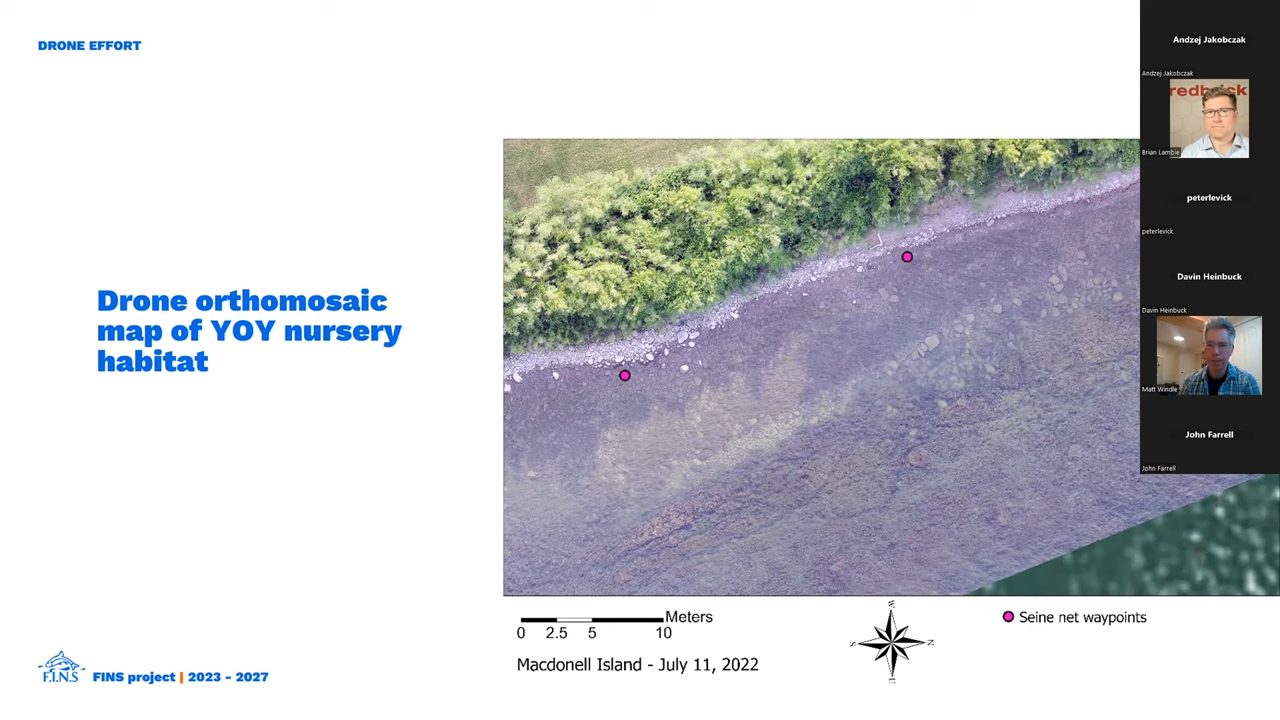 DRONE EFFORT
Drone orthomosaic
map of YOY nursery
habitat
Meters
0 2.5 5 10
Macdonell Island - July 11, 2022
W
S N
E
Seine net waypoints
F.I.N.S
FINS project | 2023 - 2027
Andzej Jakobczak
Andzej Jakobczak
redbrick
Brian Lambie
peterlevick
peterlevick
Davin Heinbuck
Davin Heinbuck
Matt Windle
John Farrell
John Farrell